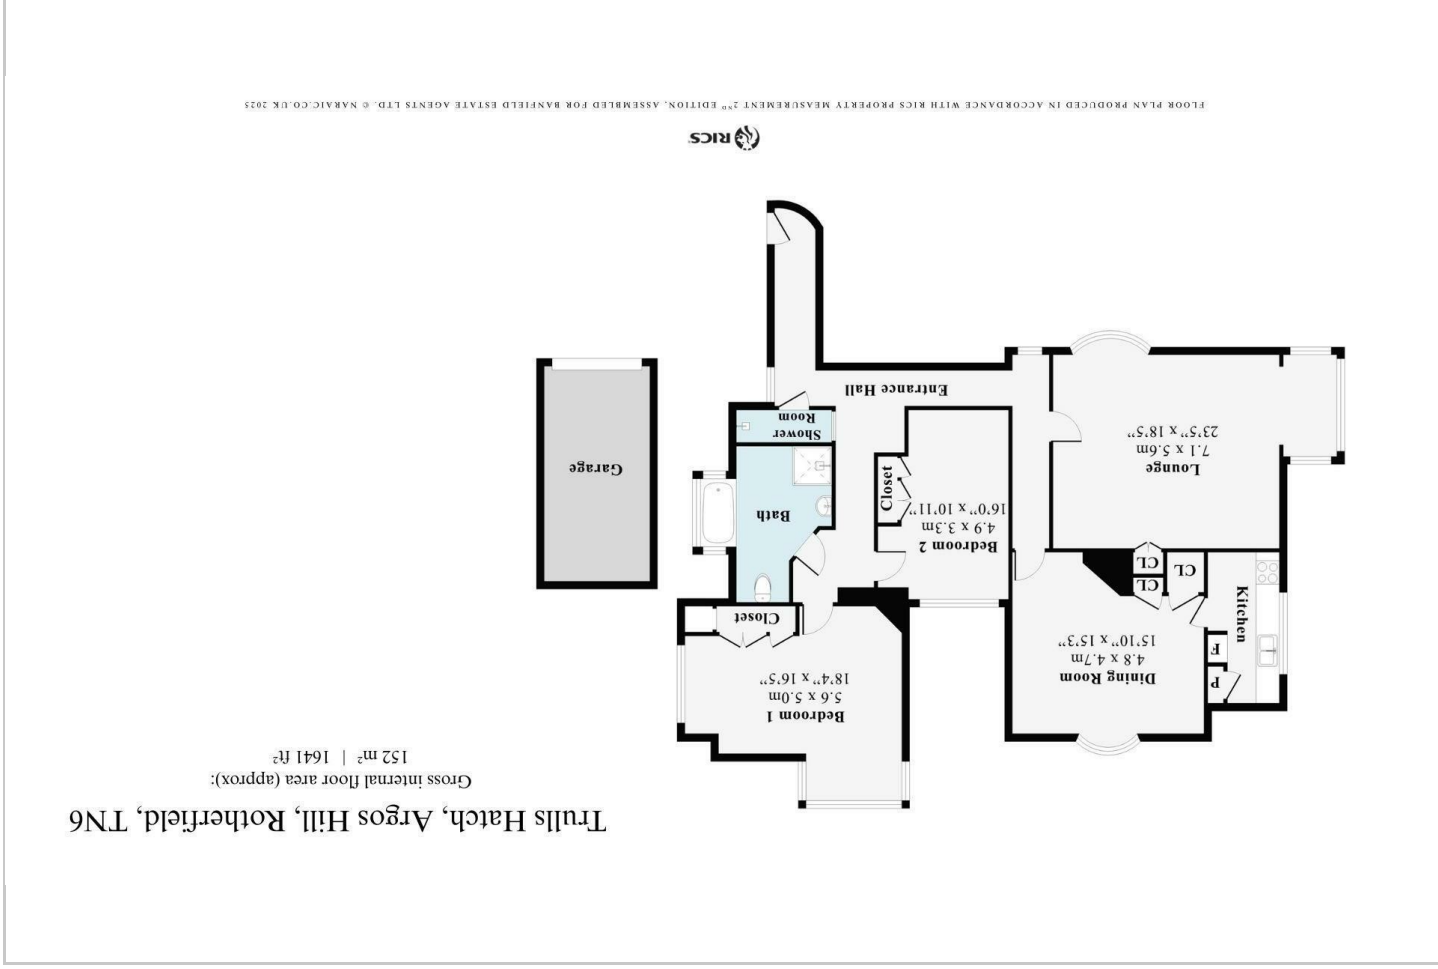 Trulls Hatch, Argos Hill, Rotherfield, TN6
Gross internal floor area (approx):
152 m² | 1641 ft²
Bedroom 1
5.6 x 5.0m
18'4" x 16'5"
Closet
Dining Room
4.8 x 4.7m
15'10" x 15'3"
P
F
Kitchen
CL
CL
CL
Bedroom 2
4.9 x 3.3m
16'0" x 10'11"
Closet
Bath
Lounge
7.1 x 5.6m
23'5" x 18'5"
Garage
Shower
Room
Entrance Hall
RICS
FLOOR PLAN PRODUCED IN ACCORDANCE WITH RICS PROPERTY MEASUREMENT 2ND EDITION. ASSEMBLED FOR BANFIELD ESTATE AGENTS LTD. © NARAIC.CO.UK 2025